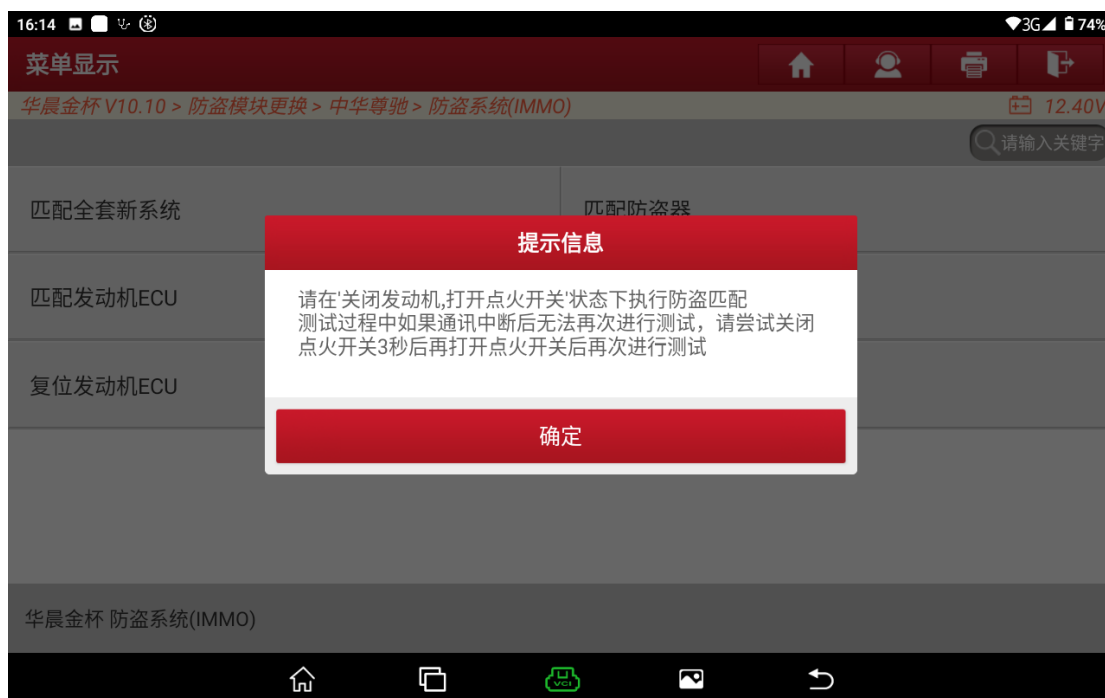 16:14
3G 74%
菜单显示
华晨金杯 V10.10 > 防盗模块更换 > 中华尊驰 > 防盗系统(IMMO)
12.40V
请输入关键字
匹配全套新系统
匹配防盗器
提示信息
匹配发动机ECU
请在'关闭发动机,打开点火开关'状态下执行防盗匹配
测试过程中如果通讯中断后无法再次进行测试，请尝试关闭
点火开关3秒后再打开点火开关后再次进行测试
复位发动机ECU
确定
华晨金杯 防盗系统(IMMO)
VCI